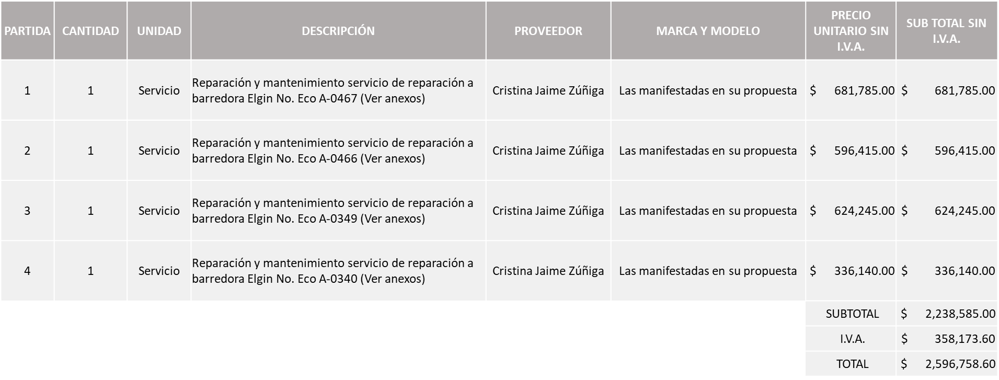 PARTIDA CANTIDAD UNIDAD DESCRIPCIÓN PROVEEDOR MARCA Y MODELO PRECIO UNITARIO SIN I.V.A. SUB TOTAL SIN I.V.A.
1 1 Servicio Reparación y mantenimiento servicio de reparación a barredora Elgin No. Eco A-0467 (Ver anexos) Cristina Jaime Zúñiga Las manifestadas en su propuesta $ 681,785.00 $ 681,785.00
2 1 Servicio Reparación y mantenimiento servicio de reparación a barredora Elgin No. Eco A-0466 (Ver anexos) Cristina Jaime Zúñiga Las manifestadas en su propuesta $ 596,415.00 $ 596,415.00
3 1 Servicio Reparación y mantenimiento servicio de reparación a barredora Elgin No. Eco A-0349 (Ver anexos) Cristina Jaime Zúñiga Las manifestadas en su propuesta $ 624,245.00 $ 624,245.00
4 1 Servicio Reparación y mantenimiento servicio de reparación a barredora Elgin No. Eco A-0340 (Ver anexos) Cristina Jaime Zúñiga Las manifestadas en su propuesta $ 336,140.00 $ 336,140.00
SUBTOTAL $ 2,238,585.00
I.V.A. $ 358,173.60
TOTAL $ 2,596,758.60